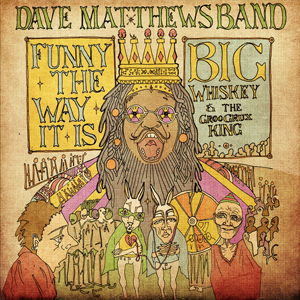 DAVE MATTHEWS BAND
FUNNY
THE
WAY
IT IS
BIG
WHISKEY
& THE
GROOGRUX
KING